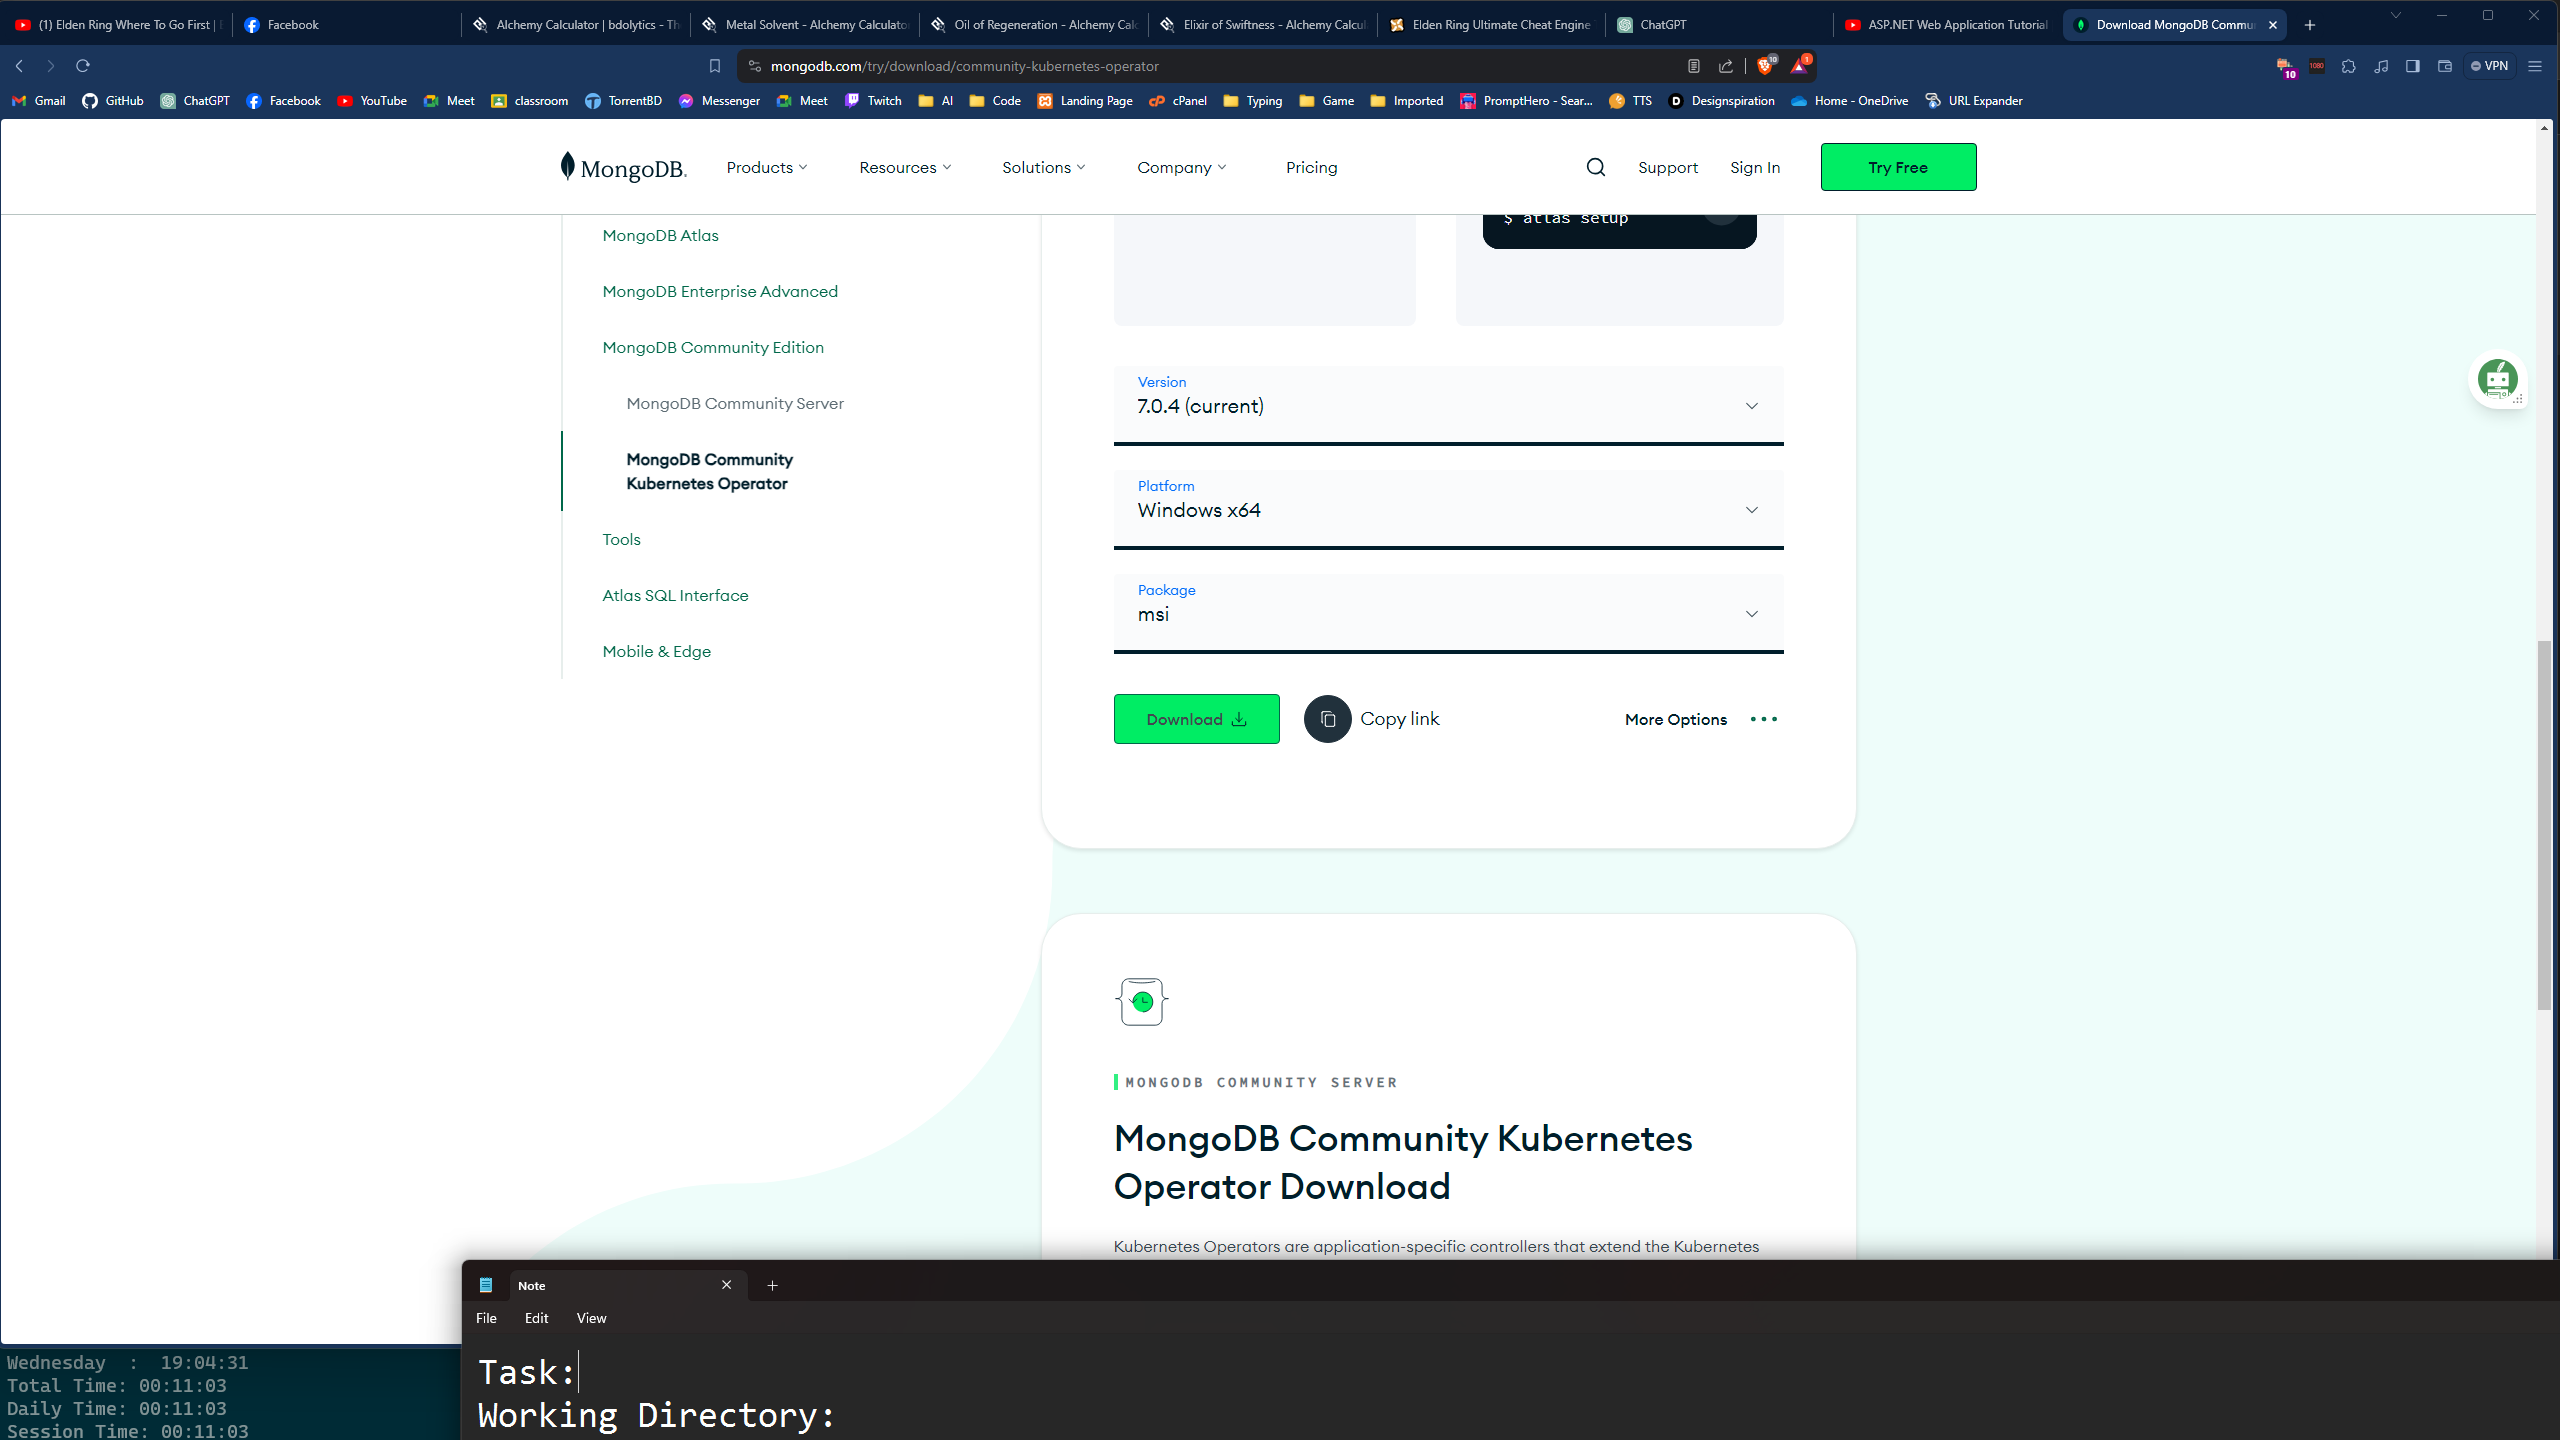 (1) Elden Ring Where To Go First |
Facebook
Alchemy Calculator | bdolytics - Th
Metal Solvent - Alchemy Calculator
Oil of Regeneration - Alchemy Calc
Elixir of Swiftness - Alchemy Calcul
Elden Ring Ultimate Cheat Engine
ChatGPT
ASP.NET Web Application Tutorial
Download MongoDB Commu
mongodb.com/try/download/community-kubernetes-operator
10
1
10
1080
VPN
Gmail
GitHub
ChatGPT
Facebook
YouTube
Meet
classroom
TorrentBD
Messenger
Meet
Twitch
AI
Code
Landing Page
cPanel
Typing
Game
Imported
PromptHero - Sear...
TTS
Designspiration
Home - OneDrive
URL Expander
MongoDB.
Products
Resources
Solutions
Company
Pricing
Support
Sign In
Try Free
$ atlas setup
MongoDB Atlas
MongoDB Enterprise Advanced
MongoDB Community Edition
MongoDB Community Server
MongoDB Community
Kubernetes Operator
Tools
Atlas SQL Interface
Mobile & Edge
Version
7.0.4 (current)
Platform
Windows x64
Package
msi
Download
Copy link
More Options
MONGODB COMMUNITY SERVER
MongoDB Community Kubernetes
Operator Download
Kubernetes Operators are application-specific controllers that extend the Kubernetes
Note
File
Edit
View
Task:
Working Directory:
Wednesday : 19:04:31
Total Time: 00:11:03
Daily Time: 00:11:03
Session Time: 00:11:03